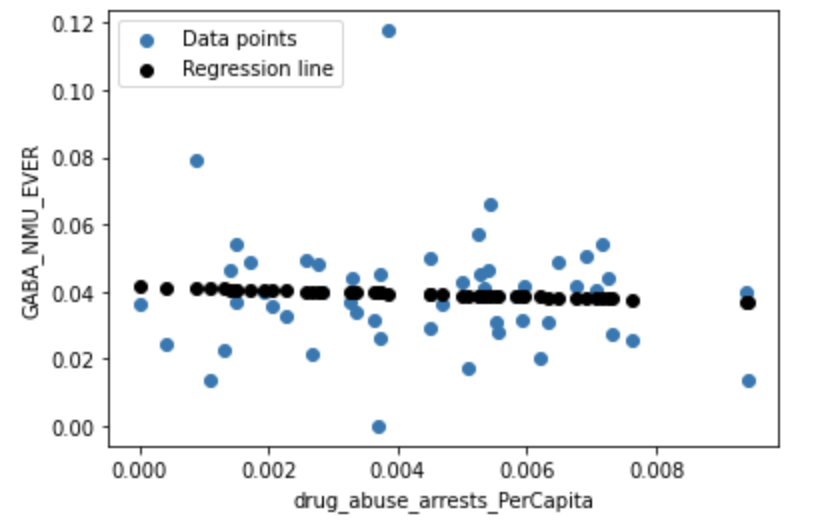 0.12
0.10
0.08
0.06
0.04
0.02
0.00
GABA_NMU_EVER
Data points
Regression line
0.000 0.002 0.004 0.006 0.008
drug_abuse_arrests_PerCapita